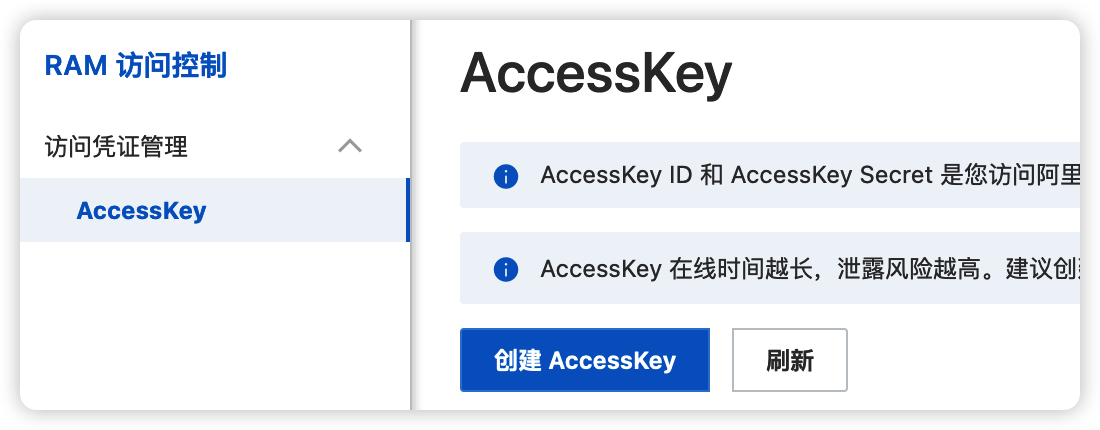 RAM 访问控制
访问凭证管理
AccessKey
AccessKey
AccessKey ID 和 AccessKey Secret 是您访问阿里
AccessKey 在线时间越长，泄露风险越高。建议创
创建 AccessKey
刷新